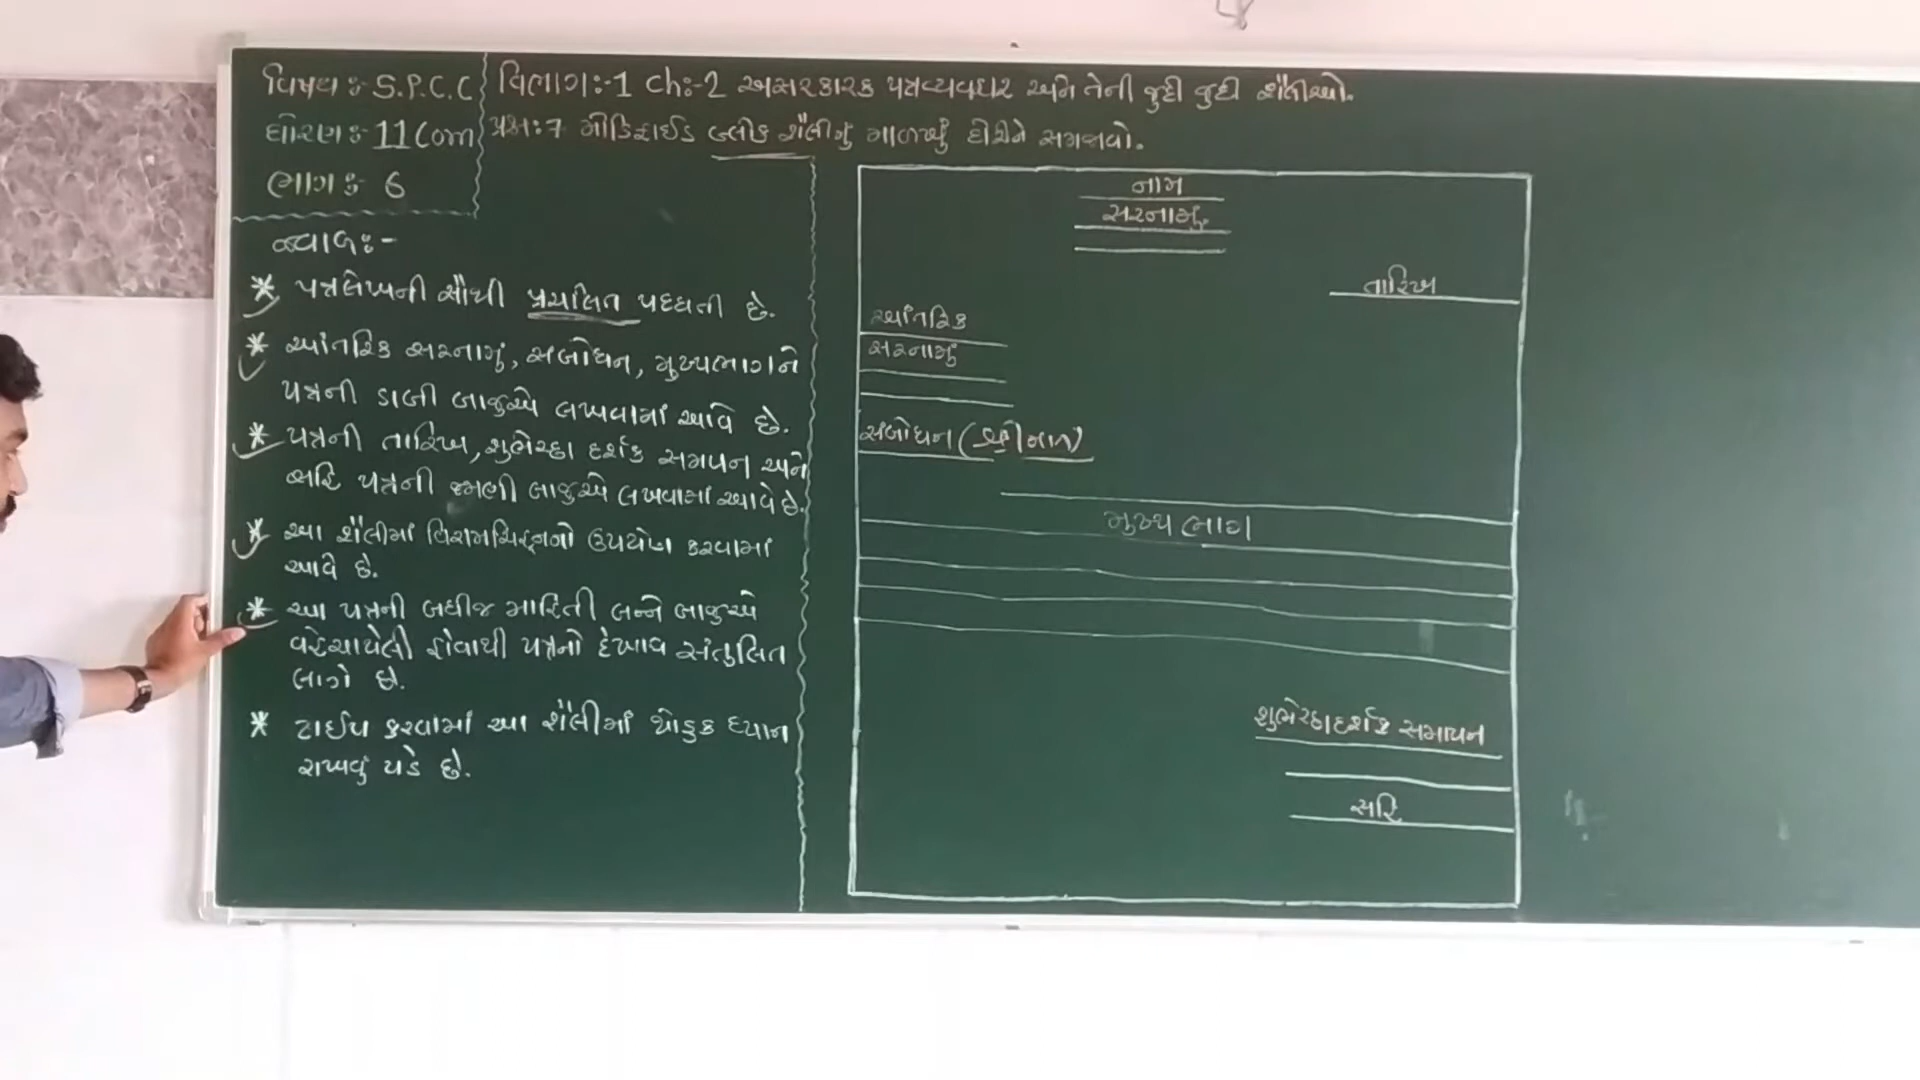 વિષય :- S.P.C.C
ધોરણ :- 11 Com
ભાગ :- 6
વિભાગ :-1 Ch:-2 અસરકારક પત્રવ્યવહાર અને તેની જુદી જુદી શૈલીઓ.
પ્રશ્ન:7 મોડિફાઈડ બ્લોક શૈલીનું માળખું દોરીને સમજાવો.
જવાબ:-
* પત્રલેખનની સૌથી પ્રચલિત પધ્ધતી છે.
* આંતરિક સરનામું, સંબોધન, મુખ્યભાગને
પત્રની ડાબી બાજુએ લખવામાં આવે છે.
* પત્રની તારિખ, શુભેચ્છા દર્શક સમાપન અને
સહિ પત્રની જમણી બાજુએ લખવામાં આવે છે.
* આ શૈલીમાં વિરામચિહ્નનો ઉપયોગ કરવામાં
આવે છે.
* આ પત્રની બધીજ માહિતી બન્ને બાજુએ
વહેચાયેલી હોવાથી પત્રનો દેખાવ સંતુલિત
લાગે છે.
* ટાઈપ કરવામાં આ શૈલીમાં થોડુક ધ્યાન
રાખવું પડે છે.
નામ
સરનામું
તારિખ
આંતરિક
સરનામું
સંબોધન (શ્રીમાન)
મુખ્ય ભાગ
શુભેચ્છાદર્શક સમાપન
સહિ